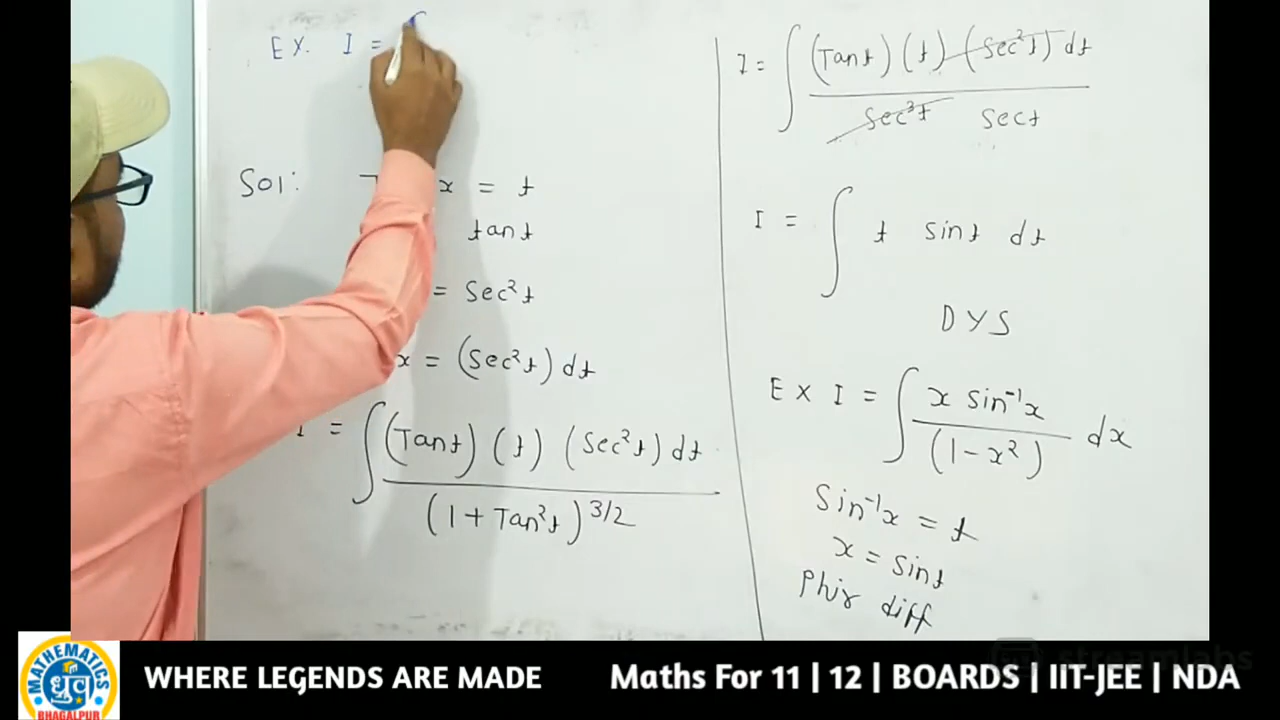 EX. I = ∫
Sol: x = t
tant
= Sec²t
x = (Sec²t) dt
I = ∫ (Tant) (t) (Sec²t) dt
(1 + Tan²t)^3/2
I = ∫ (Tant) (t) (Sec²t) dt
Sec³t Sect
I = ∫ t sint dt
DYS
EX I = ∫ x sin⁻¹x dx
(1 - x²)
Sin⁻¹x = t
x = sint
Phir diff
MATHEMATICS
ध्रुव
BHAGALPUR
WHERE LEGENDS ARE MADE
Maths For 11 | 12 | BOARDS | IIT-JEE | NDA
streamlabs